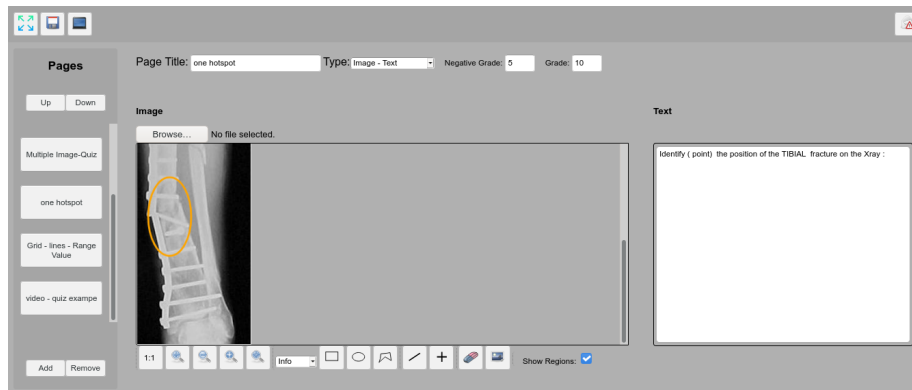 Pages
Up Down
Multiple Image-Quiz
one hotspot
Grid - lines - Range
Value
video - quiz exampe
Add Remove
Page Title: one hotspot Type: Image - Text Negative Grade: 5 Grade: 10
Image
Browse... No file selected.
1:1 Info Show Regions:
Text
Identify ( point) the position of the TIBIAL fracture on the Xray :